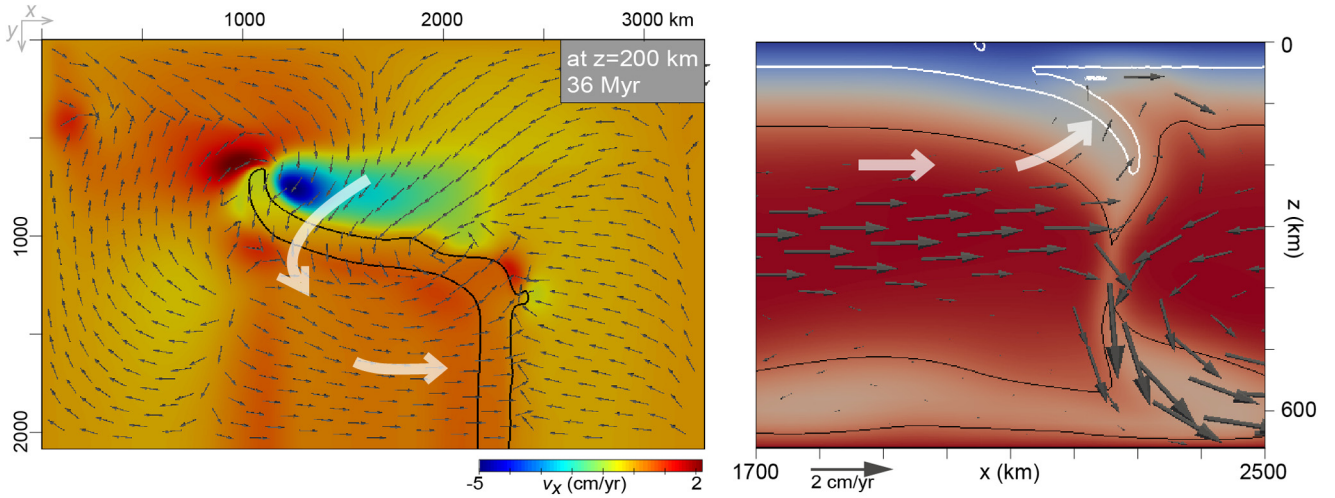 x
y
1000
2000
3000 km
at z=200 km
36 Myr
1000
2000
-5
vx (cm/yr)
2
0
z (km)
600
1700
2 cm/yr
x (km)
2500